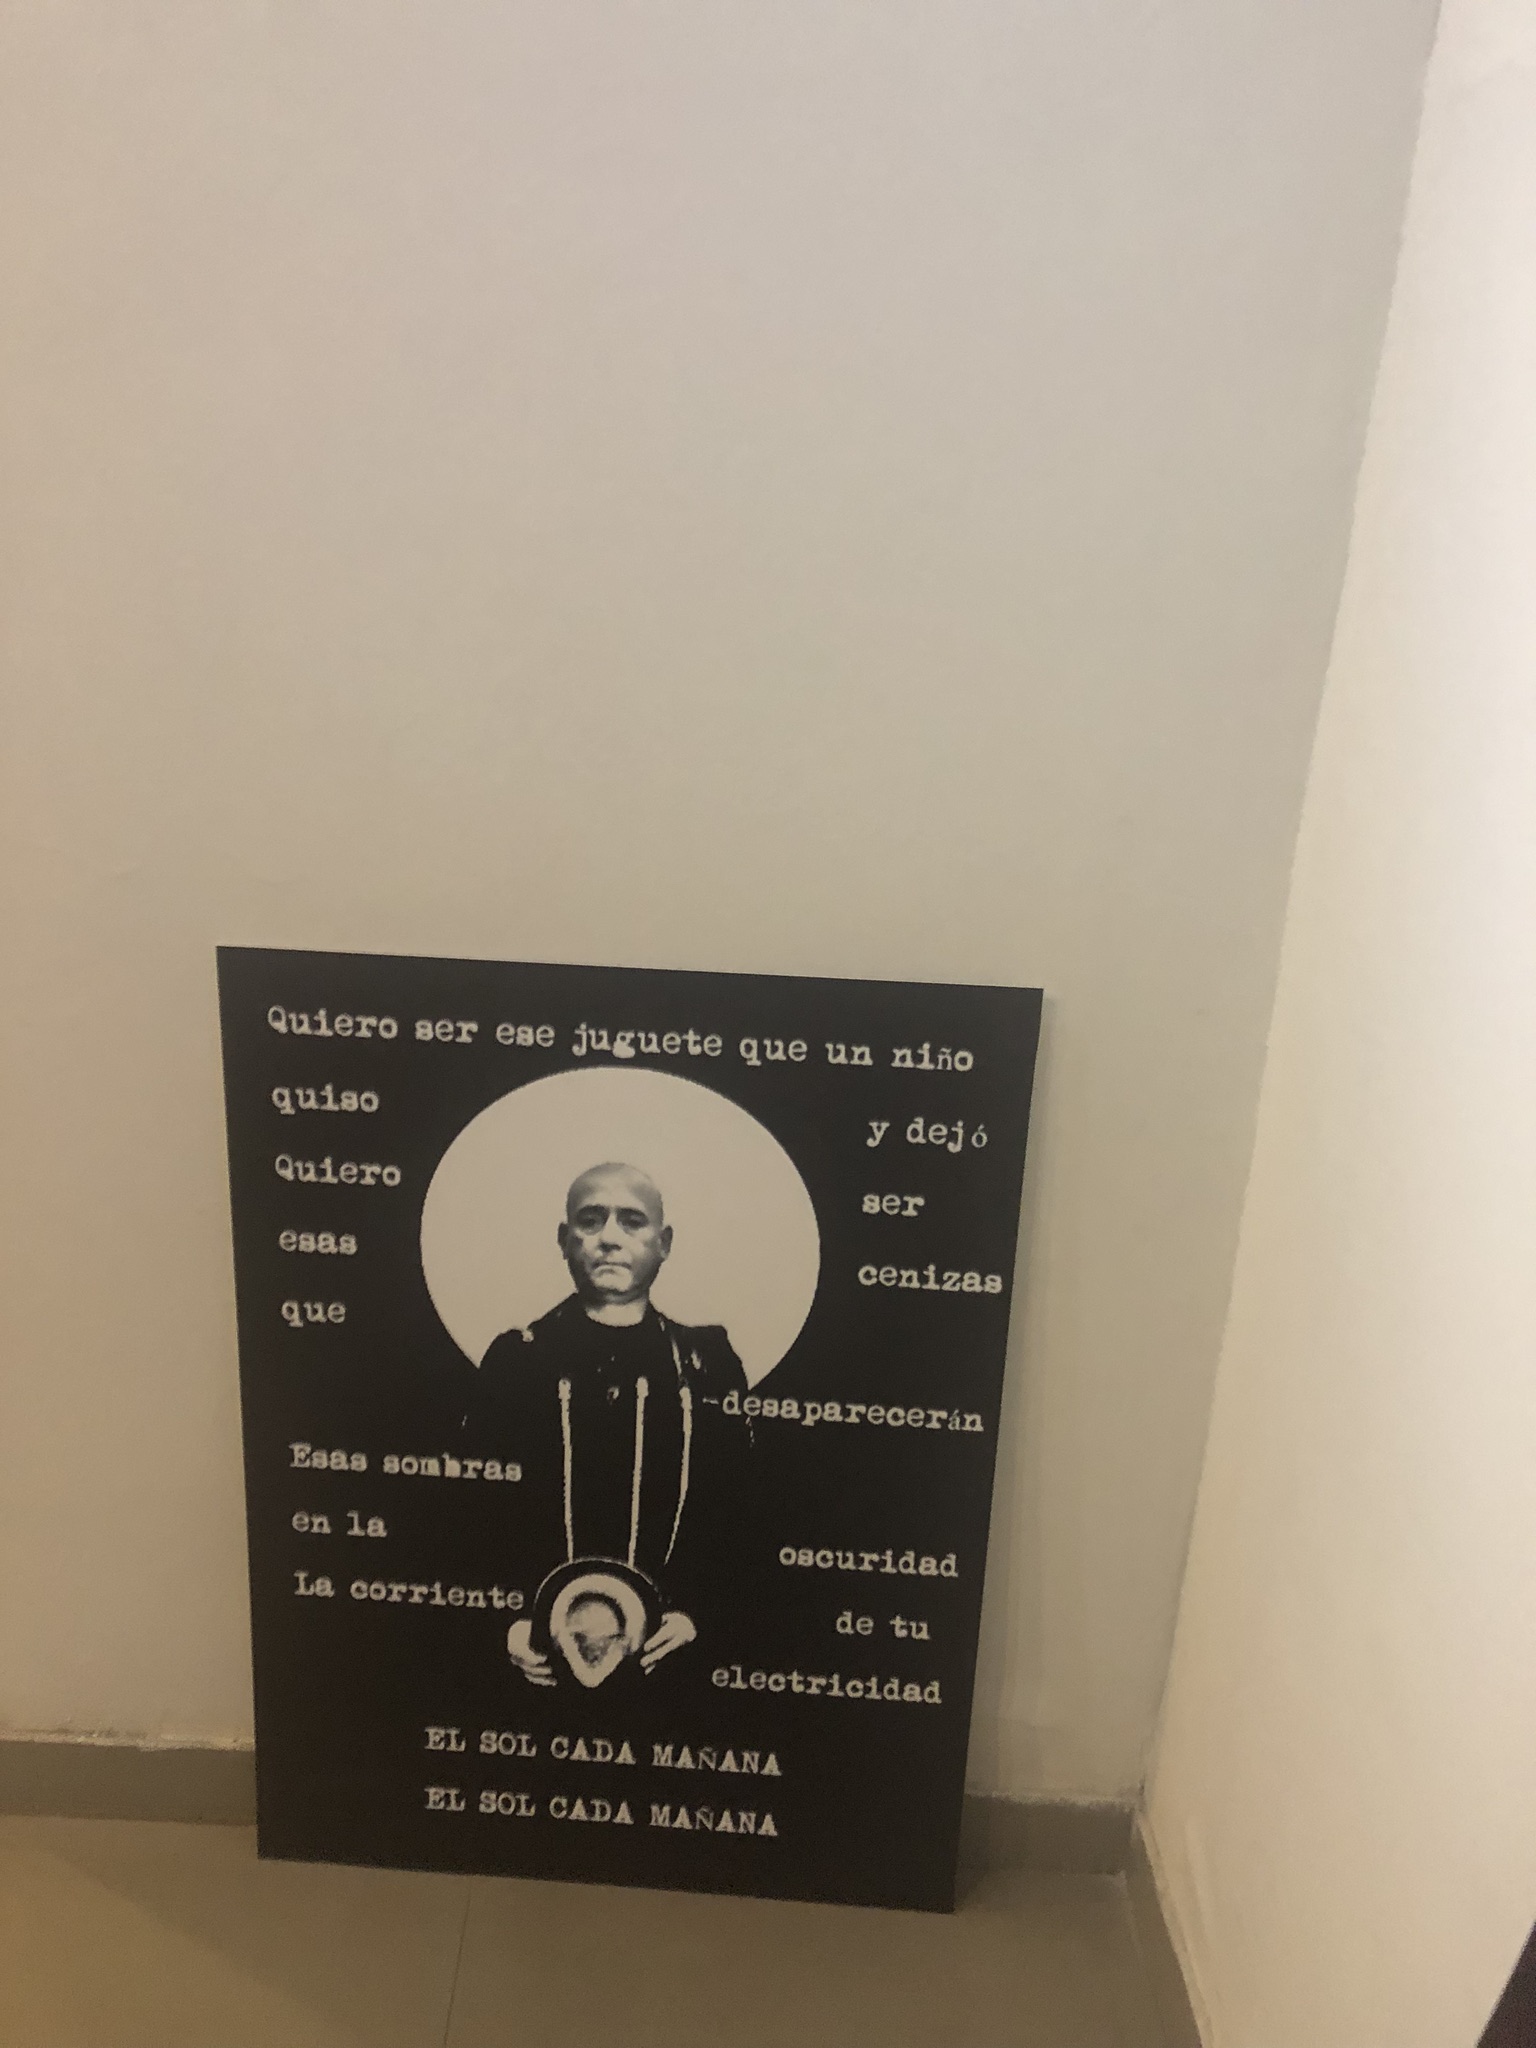 Quiero ser ese juguete que un niño
quiso y dejó
Quiero ser
esas cenizas
que
-desaparecerán
Esas sombras
en la oscuridad
La corriente de tu
electricidad
EL SOL CADA MAÑANA
EL SOL CADA MAÑANA